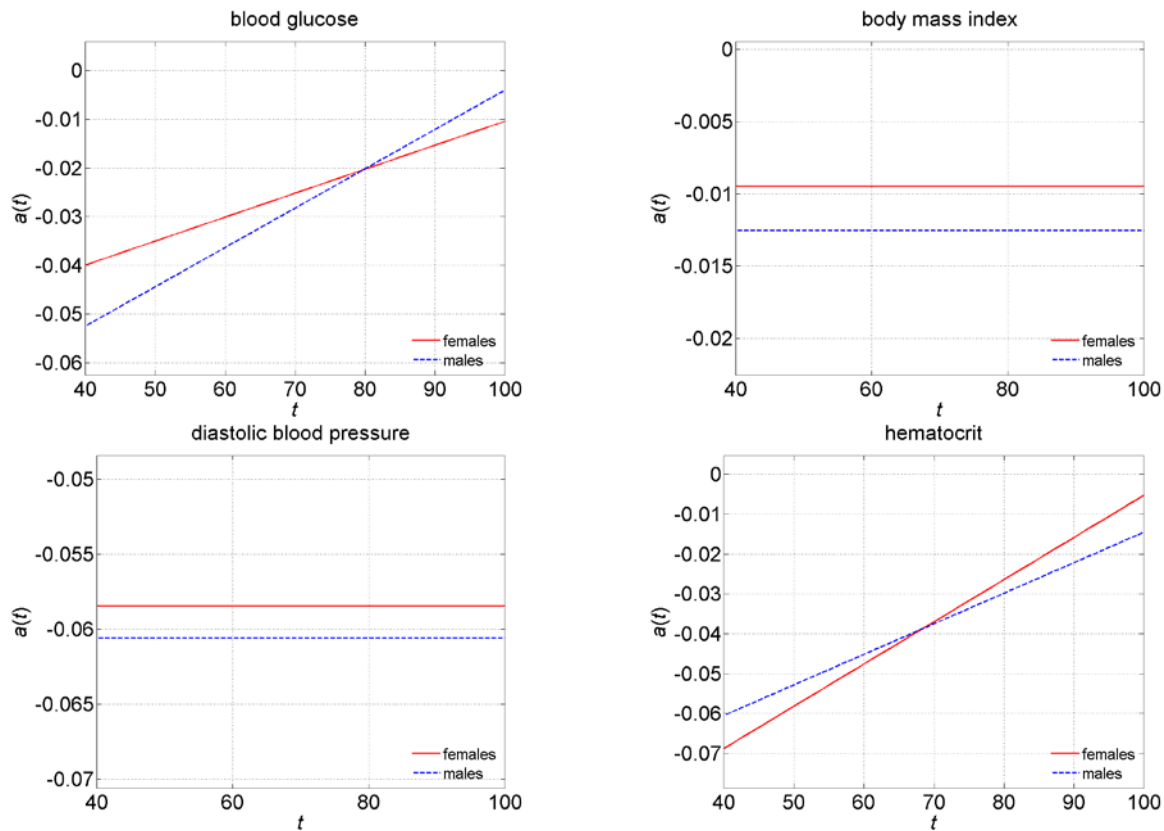 blood glucose
0
-0.01
-0.02
-0.03
-0.04
-0.05
-0.06
a(t)
females
males
40 50 60 70 80 90 100
t
body mass index
0
-0.005
-0.01
-0.015
-0.02
a(t)
females
males
40 60 80 100
t
diastolic blood pressure
-0.05
-0.055
-0.06
-0.065
-0.07
a(t)
females
males
40 60 80 100
t
hematocrit
0
-0.01
-0.02
-0.03
-0.04
-0.05
-0.06
-0.07
a(t)
females
males
40 50 60 70 80 90 100
t